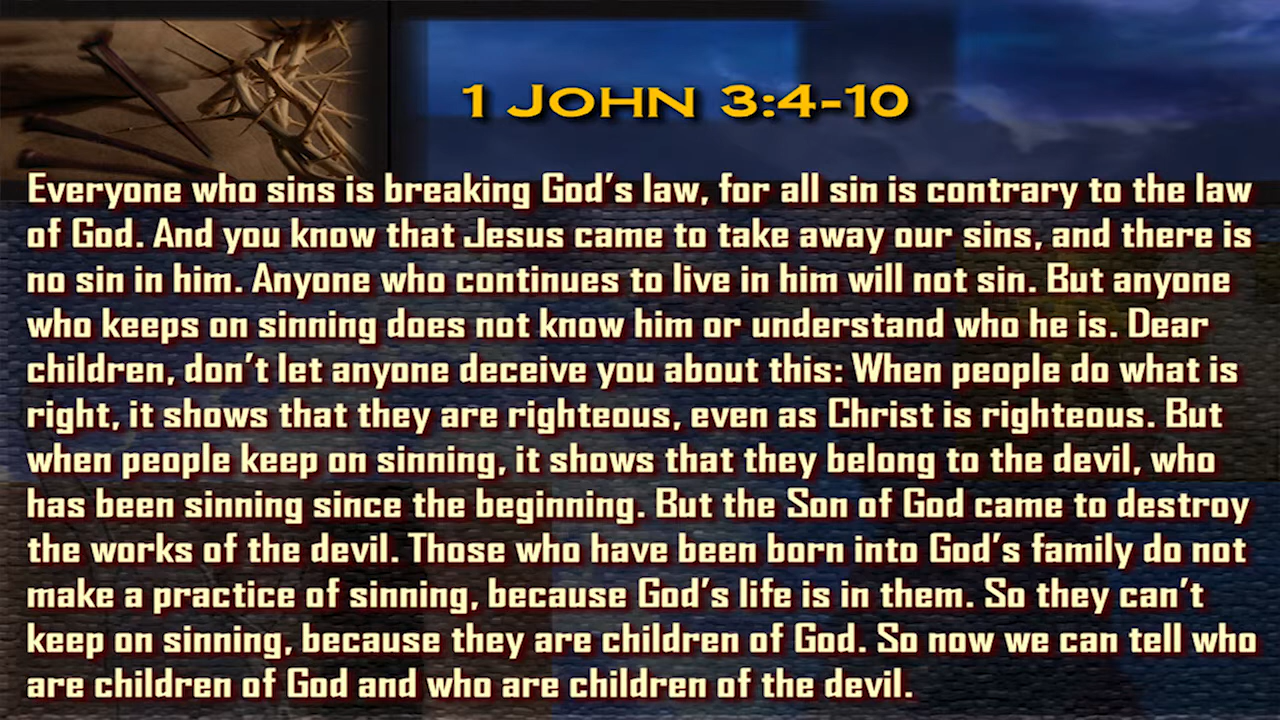 1 JOHN 3:4-10
Everyone who sins is breaking God's law, for all sin is contrary to the law
of God. And you know that Jesus came to take away our sins, and there is
no sin in him. Anyone who continues to live in him will not sin. But anyone
who keeps on sinning does not know him or understand who he is. Dear
children, don't let anyone deceive you about this: When people do what is
right, it shows that they are righteous, even as Christ is righteous. But
when people keep on sinning, it shows that they belong to the devil, who
has been sinning since the beginning. But the Son of God came to destroy
the works of the devil. Those who have been born into God's family do not
make a practice of sinning, because God's life is in them. So they can't
keep on sinning, because they are children of God. So now we can tell who
are children of God and who are children of the devil.